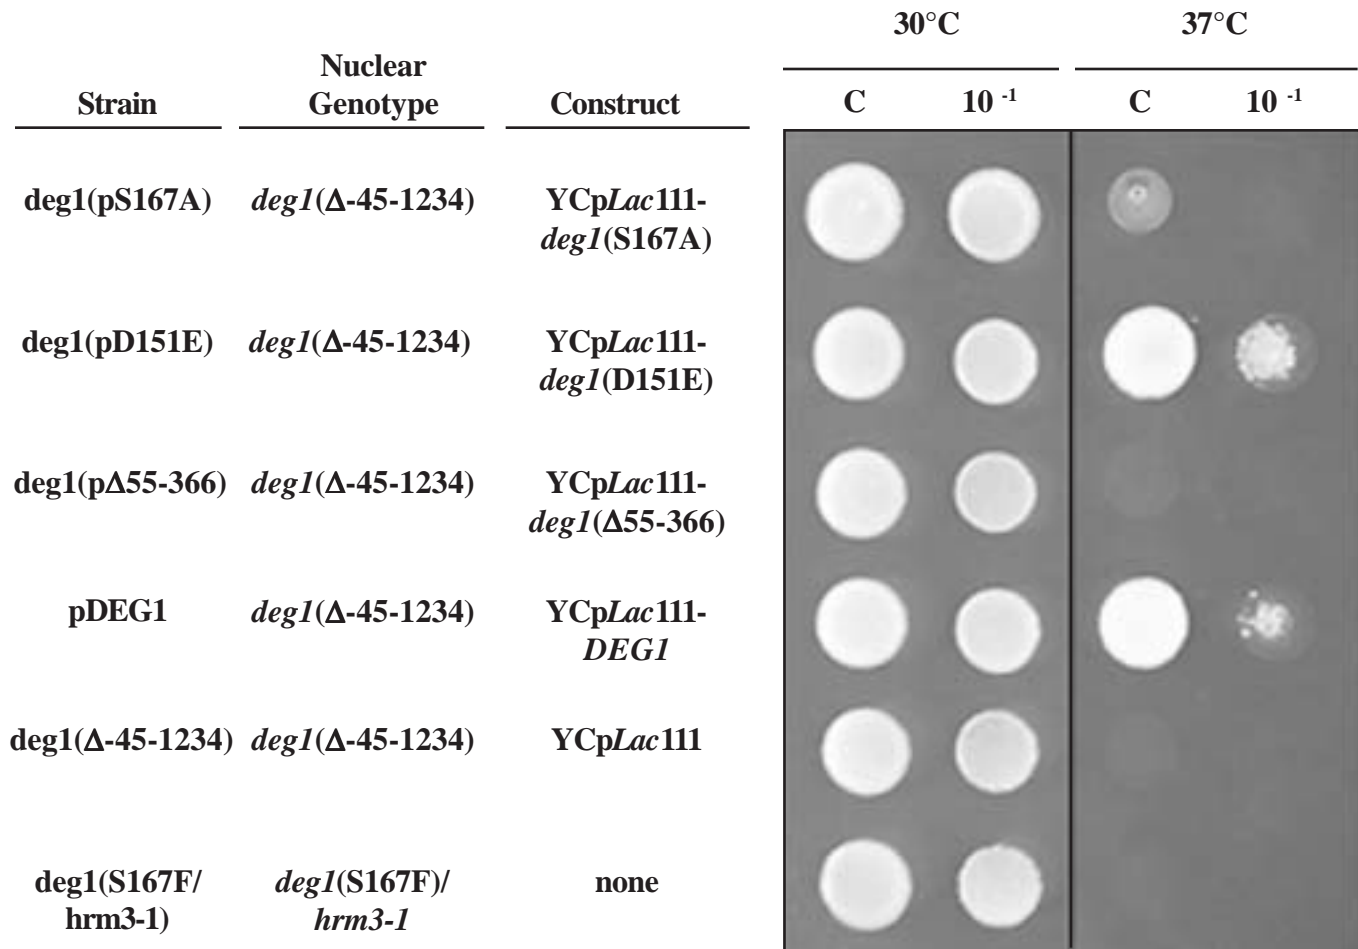 30°C 37°C
Nuclear
Strain Genotype Construct C 10 -1 C 10 -1
deg1(pS167A) deg1(Δ-45-1234) YCpLac111-
deg1(S167A)
deg1(pD151E) deg1(Δ-45-1234) YCpLac111-
deg1(D151E)
deg1(pΔ55-366) deg1(Δ-45-1234) YCpLac111-
deg1(Δ55-366)
pDEG1 deg1(Δ-45-1234) YCpLac111-
DEG1
deg1(Δ-45-1234) deg1(Δ-45-1234) YCpLac111
deg1(S167F/ deg1(S167F)/ none
hrm3-1) hrm3-1